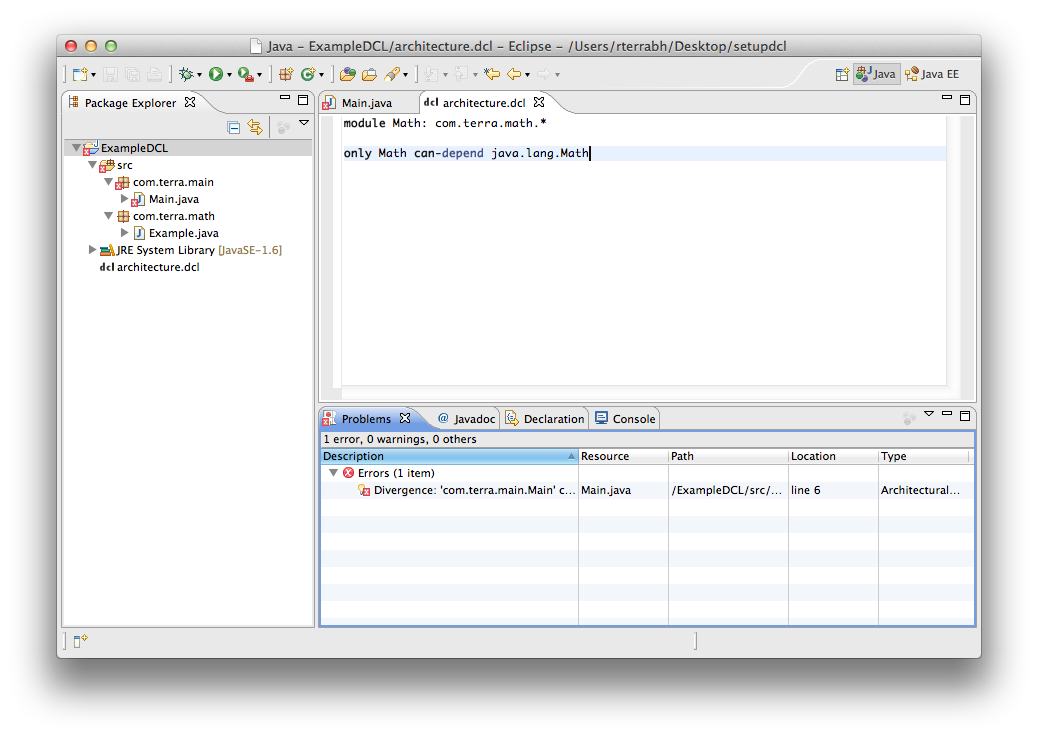 Java – ExampleDCL/architecture.dcl – Eclipse – /Users/rterrabh/Desktop/setupdcl
Java
Java EE
Package Explorer
ExampleDCL
src
com.terra.main
Main.java
com.terra.math
Example.java
JRE System Library [JavaSE-1.6]
dcl architecture.dcl
Main.java
dcl architecture.dcl
module Math: com.terra.math.*
only Math can-depend java.lang.Math
Problems
@ Javadoc
Declaration
Console
1 error, 0 warnings, 0 others
Description Resource Path Location Type
Errors (1 item)
Divergence: 'com.terra.main.Main' c... Main.java /ExampleDCL/src/... line 6 Architectural...